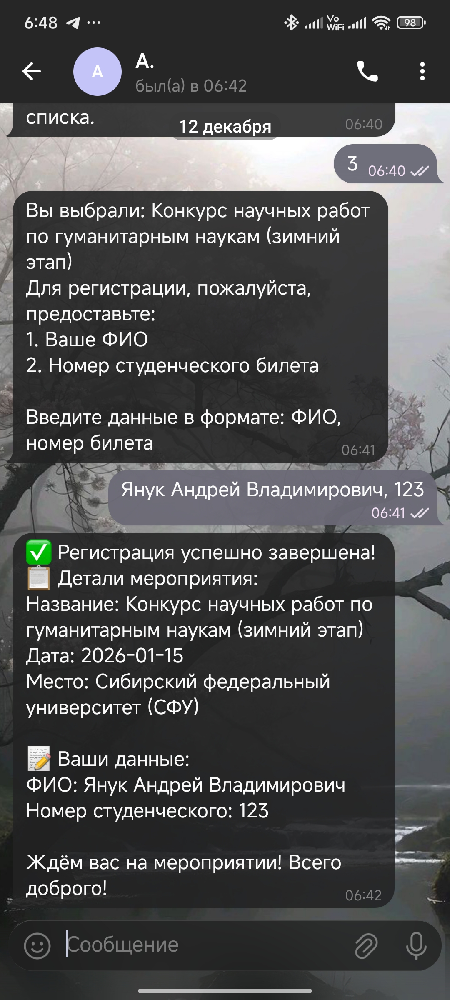 6:48
Vo
WiFi
98
А
А.
был(а) в 06:42
списка.
06:40
12 декабря
3
06:40
Вы выбрали: Конкурс научных работ
по гуманитарным наукам (зимний
этап)
Для регистрации, пожалуйста,
предоставьте:
1. Ваше ФИО
2. Номер студенческого билета
Введите данные в формате: ФИО,
номер билета
06:41
Янук Андрей Владимирович, 123
06:41
✅ Регистрация успешно завершена!
📋 Детали мероприятия:
Название: Конкурс научных работ по
гуманитарным наукам (зимний этап)
Дата: 2026-01-15
Место: Сибирский федеральный
университет (СФУ)
📝 Ваши данные:
ФИО: Янук Андрей Владимирович
Номер студенческого: 123
Ждём вас на мероприятии! Всего
доброго!
06:42
Сообщение